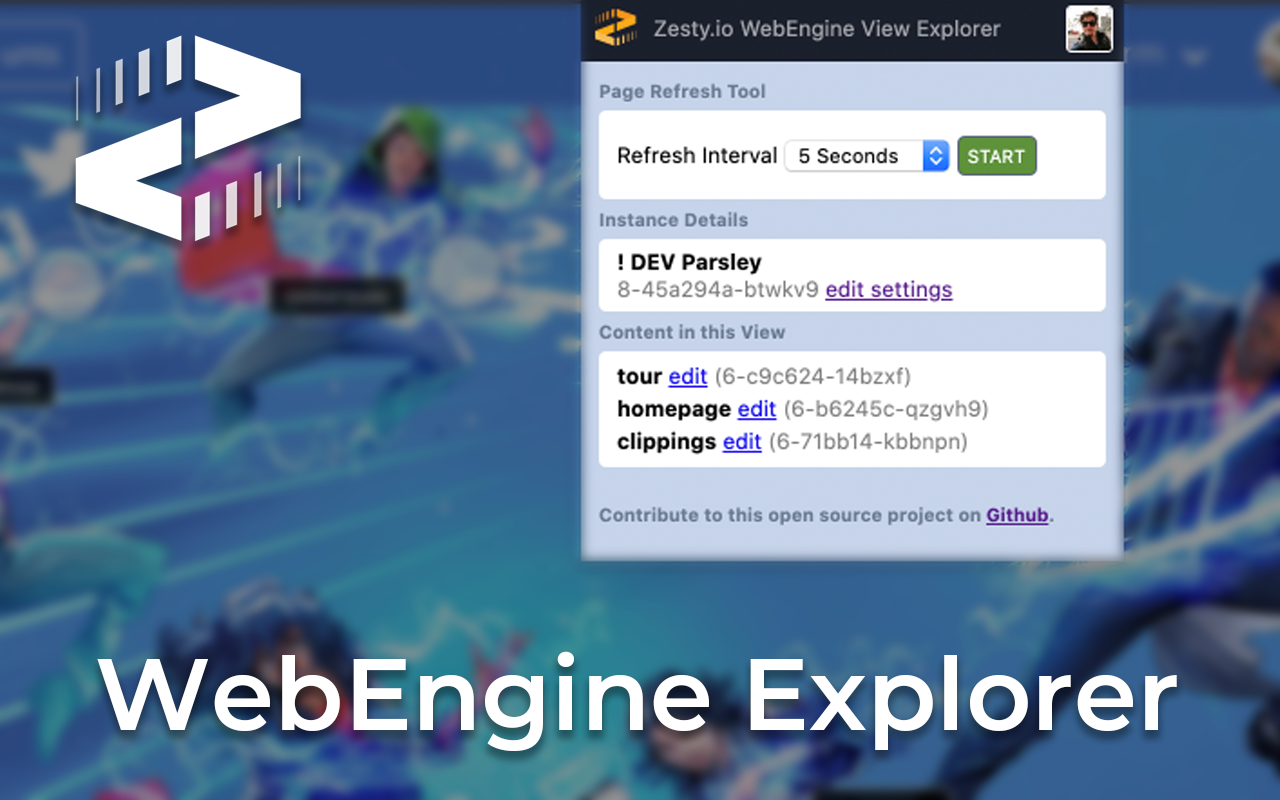 Zesty.io WebEngine View Explorer
Page Refresh Tool
Refresh Interval 5 Seconds START
Instance Details
! DEV Parsley
8-45a294a-btwkv9 edit settings
Content in this View
tour edit (6-c9c624-14bzxf)
homepage edit (6-b6245c-qzgvh9)
clippings edit (6-71bb14-kbbnpn)
Contribute to this open source project on Github.
WebEngine Explorer